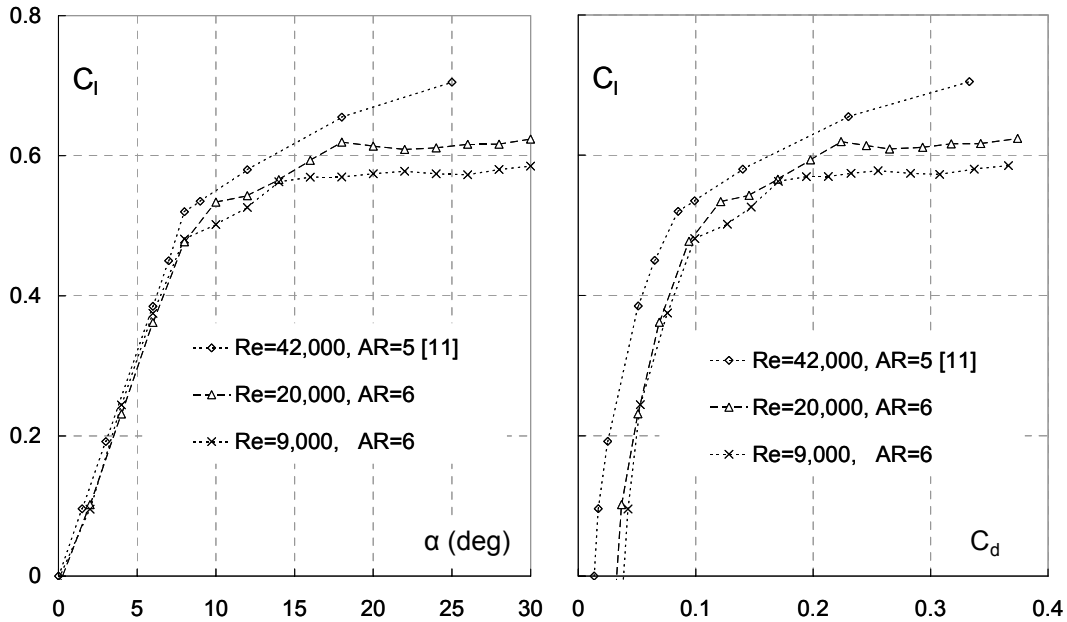 0.8
0.6
0.4
0.2
0
C_l
Re=42,000, AR=5 [11]
Re=20,000, AR=6
Re=9,000, AR=6
α (deg)
0 5 10 15 20 25 30
C_l
Re=42,000, AR=5 [11]
Re=20,000, AR=6
Re=9,000, AR=6
C_d
0 0.1 0.2 0.3 0.4